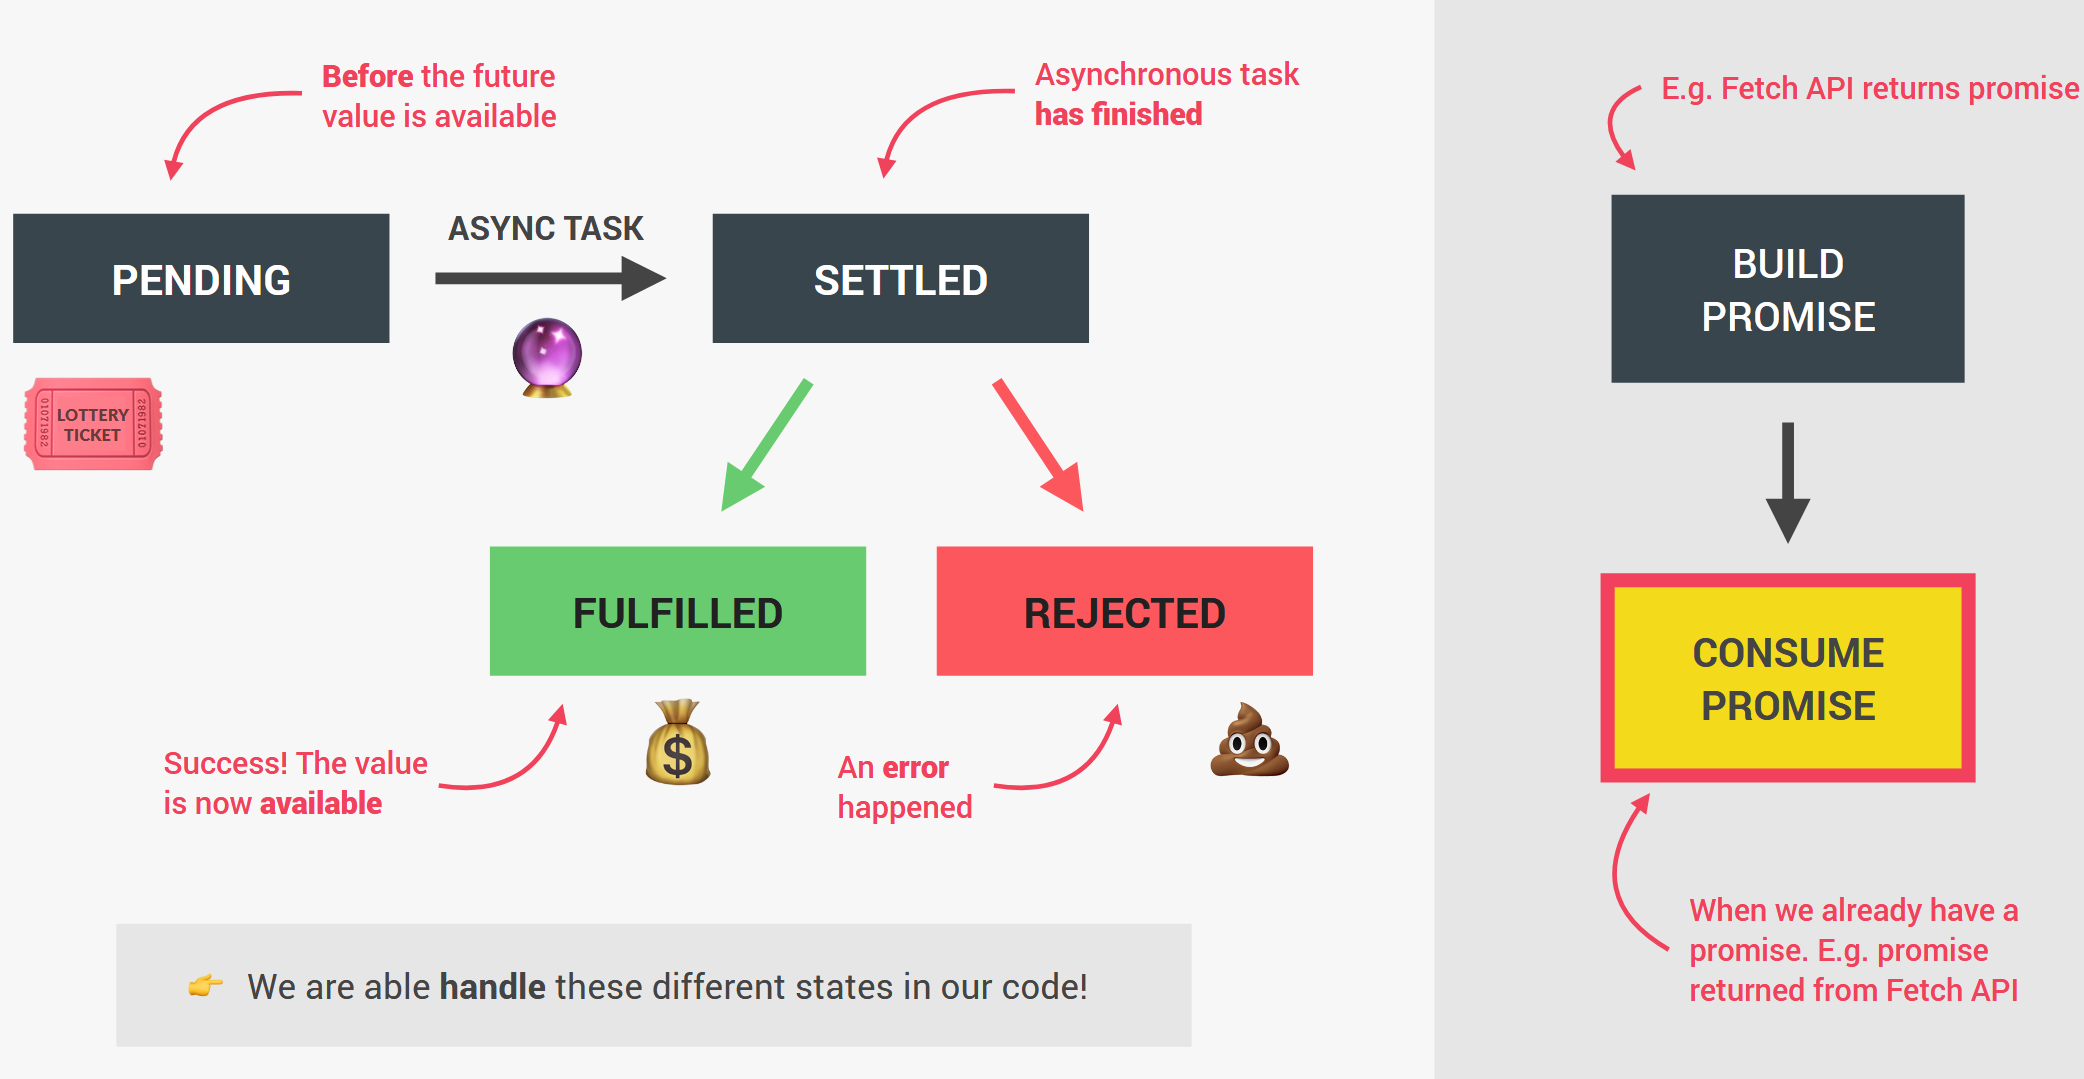 Before the future
value is available
Asynchronous task
has finished
PENDING
ASYNC TASK
SETTLED
01071982
LOTTERY
TICKET
01071982
FULFILLED
REJECTED
$
Success! The value
is now available
An error
happened
👉 We are able handle these different states in our code!
E.g. Fetch API returns promise
BUILD
PROMISE
CONSUME
PROMISE
When we already have a
promise. E.g. promise
returned from Fetch API